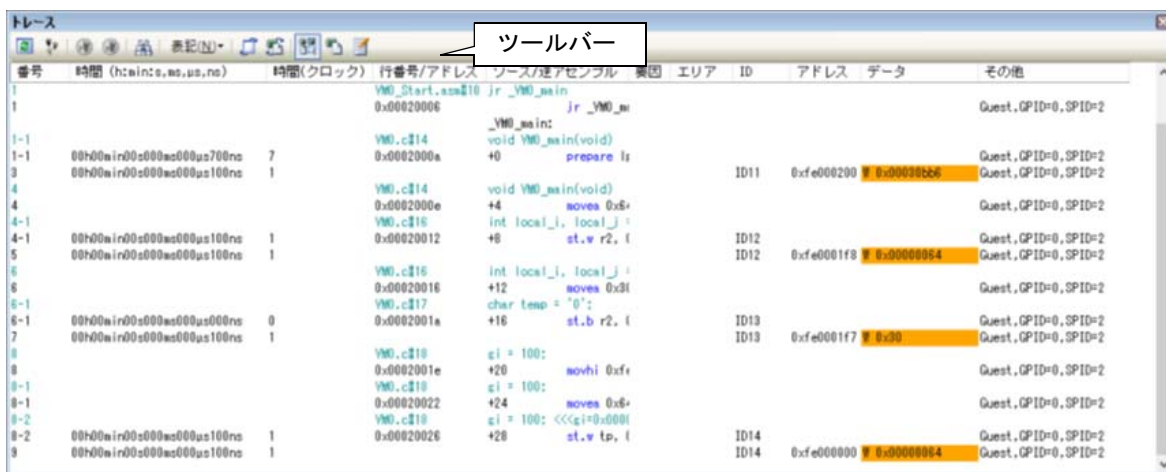 トレース
表記(N)▾
ツールバー
番号 時間 (h:min:s,ms,μs,ns) 時間(クロック) 行番号/アドレス ソース/逆アセンブル 要因 エリア ID アドレス データ その他
1 VM0_Start.asm#18 jr _VM0_main
1 0x00020006 jr _VM0_m Guest,GPID=0,SPID=2
_VM0_main:
1-1 VM0.c#14 void VM0_main(void)
1-1 00h00min00s000ms000μs700ns 7 0x0002000a +0 prepare lp Guest,GPID=0,SPID=2
3 00h00min00s000ms000μs100ns 1 ID11 0xfe000200 W 0x00030bb6 Guest,GPID=0,SPID=2
4 VM0.c#14 void VM0_main(void)
4 0x0002000e +4 movea 0x64 Guest,GPID=0,SPID=2
4-1 VM0.c#16 int local_i, local_j =
4-1 00h00min00s000ms000μs100ns 1 0x00020012 +8 st.w r2, ID12 Guest,GPID=0,SPID=2
5 00h00min00s000ms000μs100ns 1 ID12 0xfe0001f8 W 0x00000064 Guest,GPID=0,SPID=2
6 VM0.c#16 int local_i, local_j =
6 0x00020016 +12 movea 0x30 Guest,GPID=0,SPID=2
6-1 VM0.c#17 char temp = '0';
6-1 00h00min00s000ms000μs000ns 0 0x0002001a +16 st.b r2, ID13 Guest,GPID=0,SPID=2
7 00h00min00s000ms000μs100ns 1 ID13 0xfe0001f7 W 0x30 Guest,GPID=0,SPID=2
8 VM0.c#18 gi = 100;
8 0x0002001e +20 movhi 0xfe Guest,GPID=0,SPID=2
8-1 VM0.c#18 gi = 100;
8-1 0x00020022 +24 movea 0x64 Guest,GPID=0,SPID=2
8-2 VM0.c#18 gi = 100; <<<gi=0x000
8-2 00h00min00s000ms000μs100ns 1 0x00020026 +28 st.w tp, ID14 Guest,GPID=0,SPID=2
9 00h00min00s000ms000μs100ns 1 ID14 0xfe000000 W 0x00000064 Guest,GPID=0,SPID=2